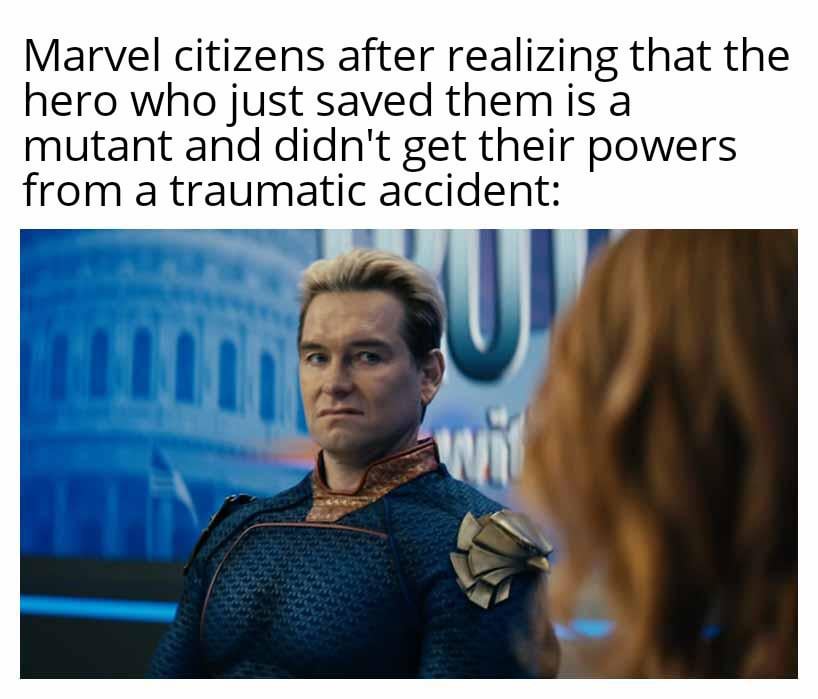 Marvel citizens after realizing that the
hero who just saved them is a
mutant and didn't get their powers
from a traumatic accident: